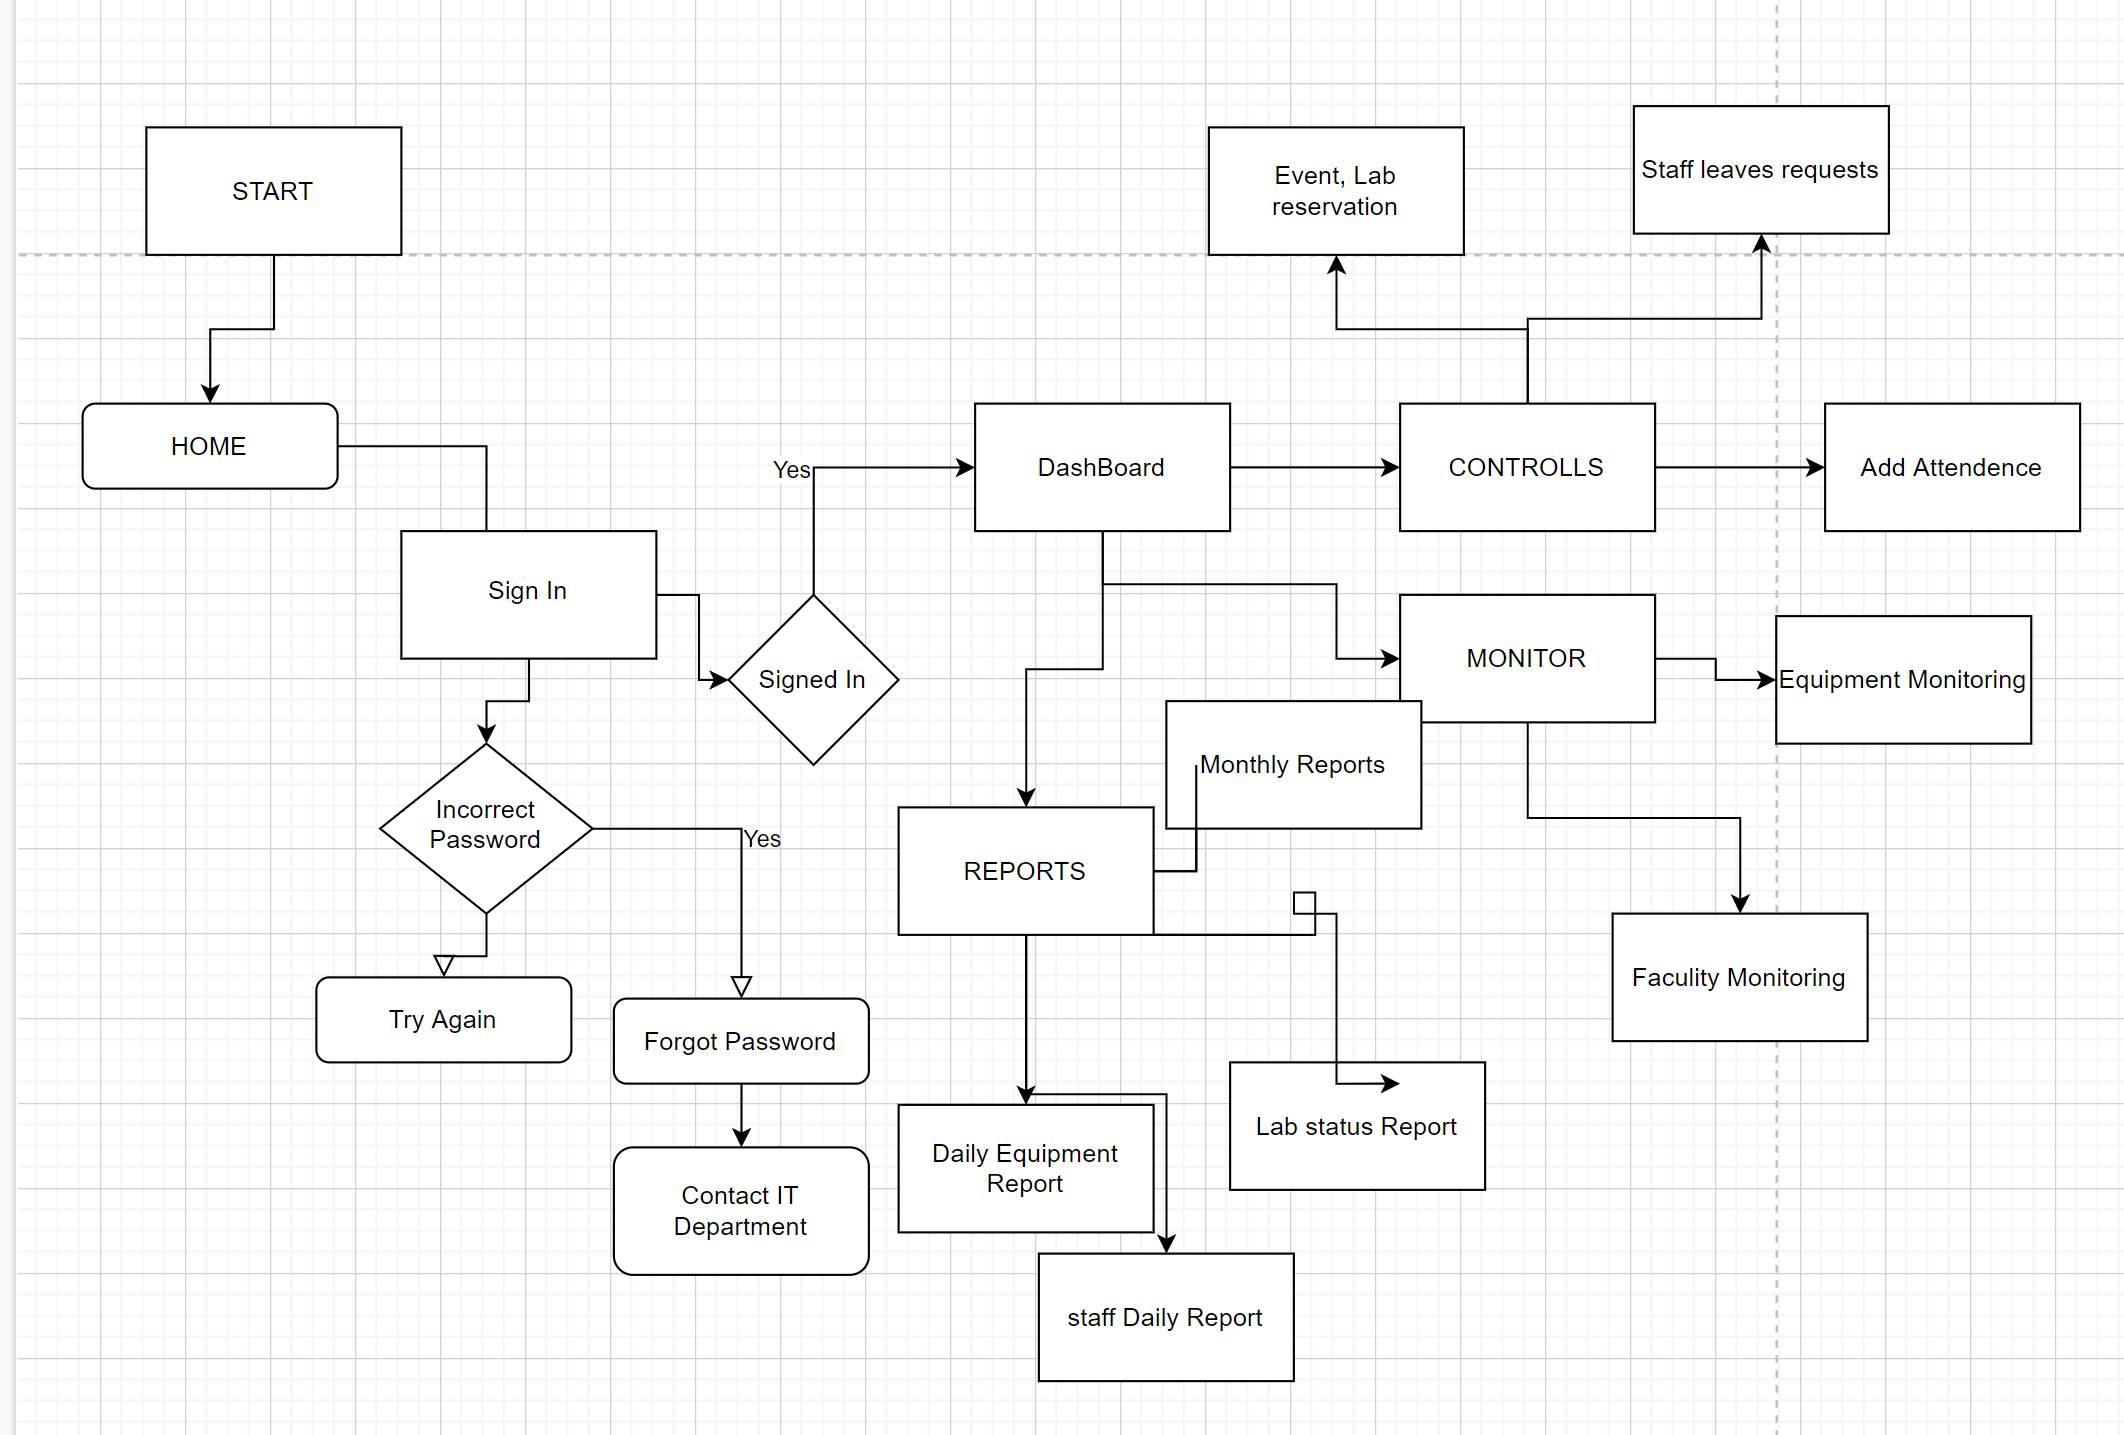 START
Event, Lab
reservation
Staff leaves requests
HOME
Yes
DashBoard
CONTROLLS
Add Attendence
Sign In
Signed In
MONITOR
Equipment Monitoring
Monthly Reports
Incorrect
Password
Yes
REPORTS
Faculity Monitoring
Try Again
Forgot Password
Lab status Report
Daily Equipment
Report
Contact IT
Department
staff Daily Report